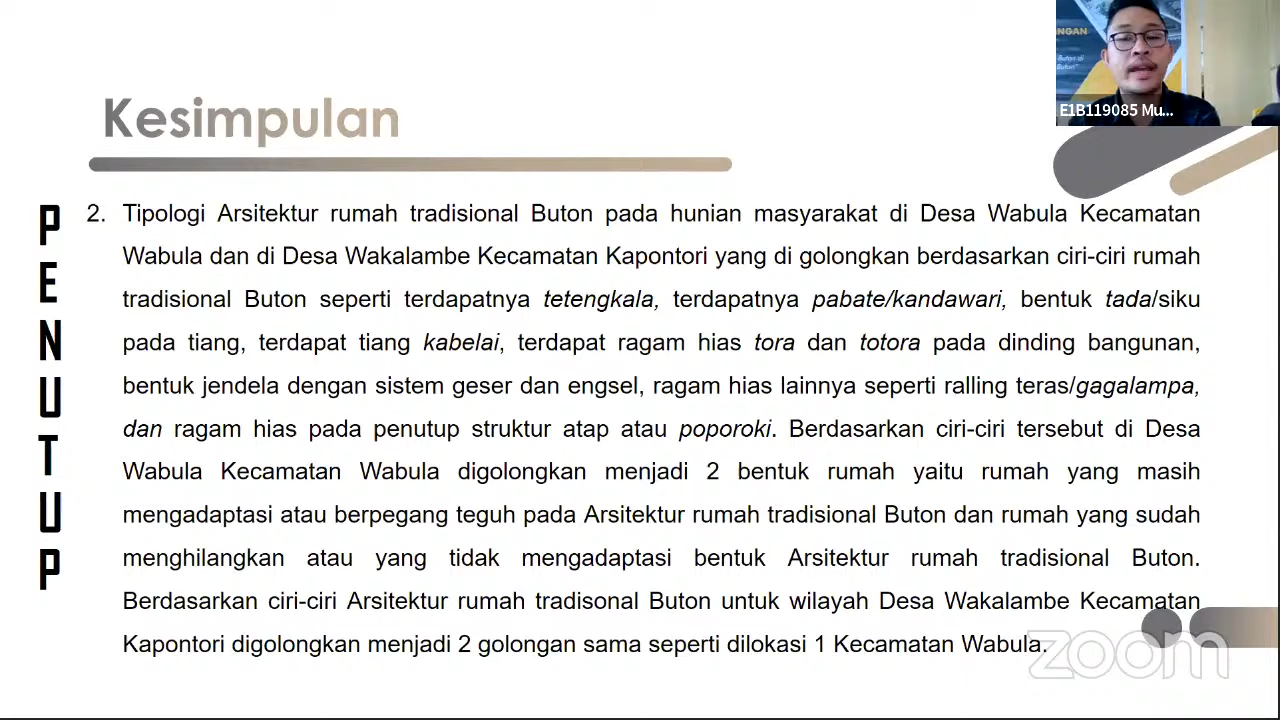 NGAN
Buton di
Buton"
E1B119085 Mu...
Kesimpulan
PENUTUP
2. Tipologi Arsitektur rumah tradisional Buton pada hunian masyarakat di Desa Wabula Kecamatan
Wabula dan di Desa Wakalambe Kecamatan Kapontori yang di golongkan berdasarkan ciri-ciri rumah
tradisional Buton seperti terdapatnya tetengkala, terdapatnya pabate/kandawari, bentuk tada/siku
pada tiang, terdapat tiang kabelai, terdapat ragam hias tora dan totora pada dinding bangunan,
bentuk jendela dengan sistem geser dan engsel, ragam hias lainnya seperti ralling teras/gagalampa,
dan ragam hias pada penutup struktur atap atau poporoki. Berdasarkan ciri-ciri tersebut di Desa
Wabula Kecamatan Wabula digolongkan menjadi 2 bentuk rumah yaitu rumah yang masih
mengadaptasi atau berpegang teguh pada Arsitektur rumah tradisional Buton dan rumah yang sudah
menghilangkan atau yang tidak mengadaptasi bentuk Arsitektur rumah tradisional Buton.
Berdasarkan ciri-ciri Arsitektur rumah tradisonal Buton untuk wilayah Desa Wakalambe Kecamatan
Kapontori digolongkan menjadi 2 golongan sama seperti dilokasi 1 Kecamatan Wabula.
zoom